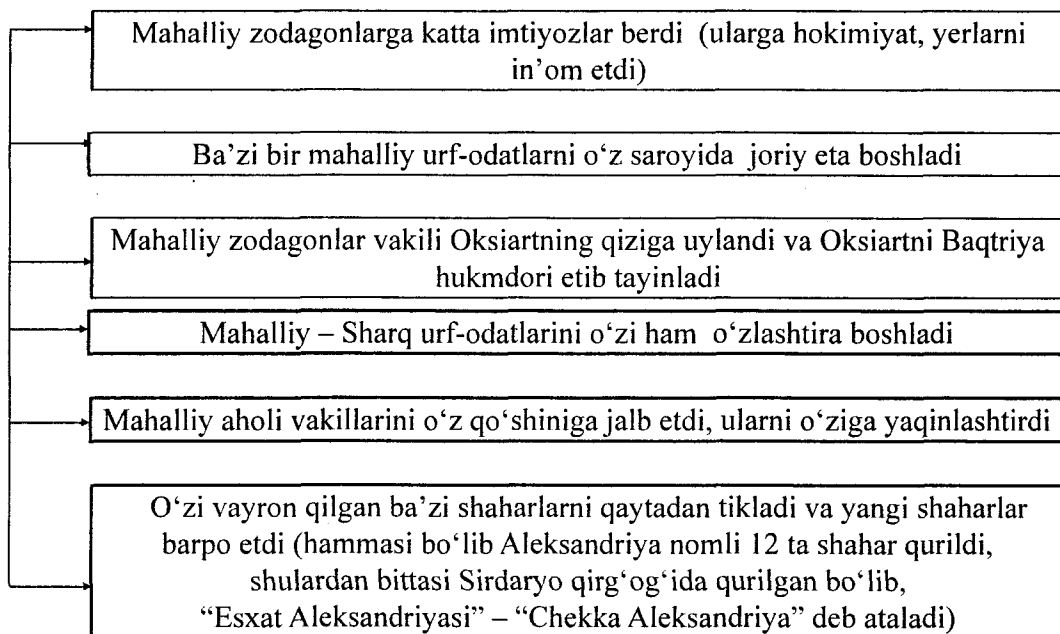 Mahalliy zodagonlarga katta imtiyozlar berdi (ularga hokimiyat, yerlarni
in’om etdi)
Ba’zi bir mahalliy urf-odatlarni o‘z saroyida joriy eta boshladi
Mahalliy zodagonlar vakili Oksiartning qiziga uylandi va Oksiartni Baqtriya
hukmdori etib tayinladi
Mahalliy – Sharq urf-odatlarini o‘zi ham o‘zlashtira boshladi
Mahalliy aholi vakillarini o‘z qo‘shiniga jalb etdi, ularni o‘ziga yaqinlashtirdi
O‘zi vayron qilgan ba’zi shaharlarni qaytadan tikladi va yangi shaharlar
barpo etdi (hammasi bo‘lib Aleksandriya nomli 12 ta shahar qurildi,
shulardan bittasi Sirdaryo qirg‘og‘ida qurilgan bo‘lib,
“Esxat Aleksandriyasi” – “Chekka Aleksandriya” deb ataladi)